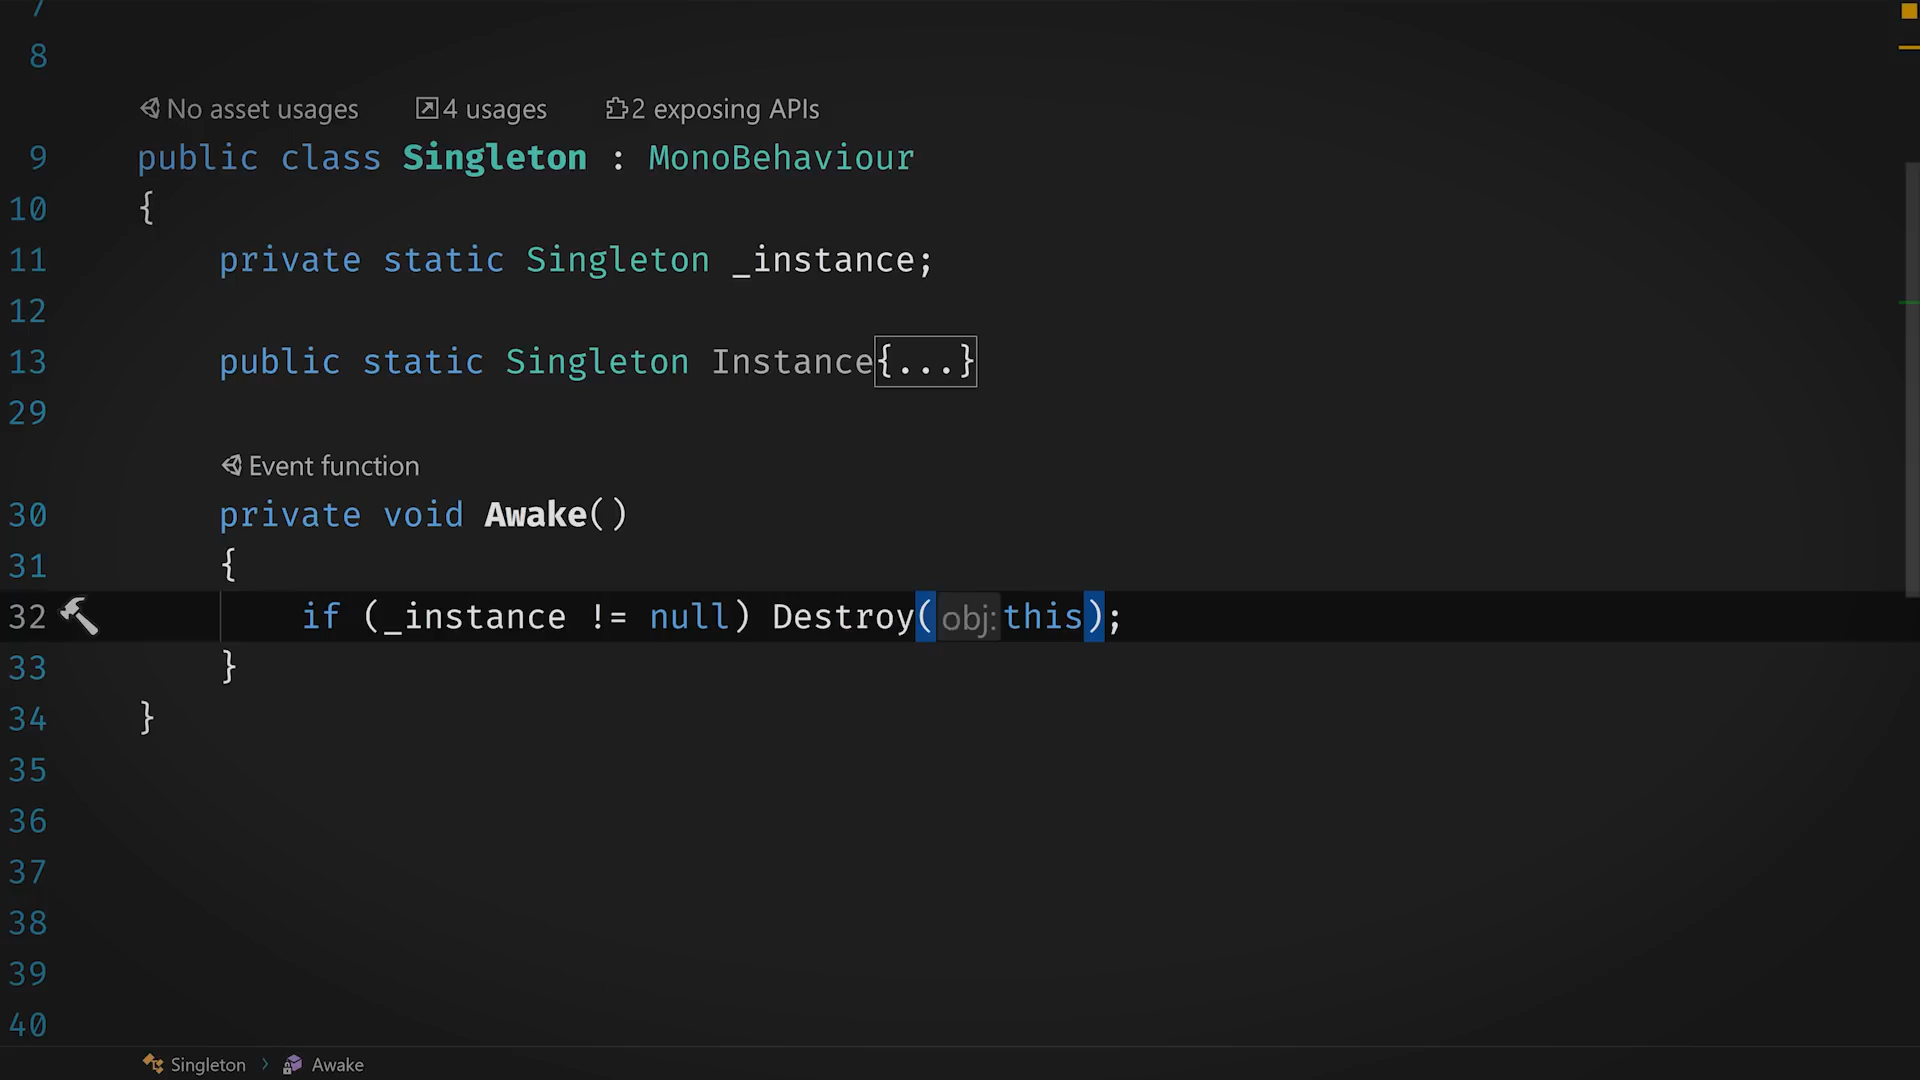 7
8
No asset usages 4 usages 2 exposing APIs
9 public class Singleton : MonoBehaviour
10 {
11 private static Singleton _instance;
12
13 public static Singleton Instance{...}
29
Event function
30 private void Awake()
31 {
32 if (_instance != null) Destroy(obj:this);
33 }
34 }
35
36
37
38
39
40
Singleton > Awake